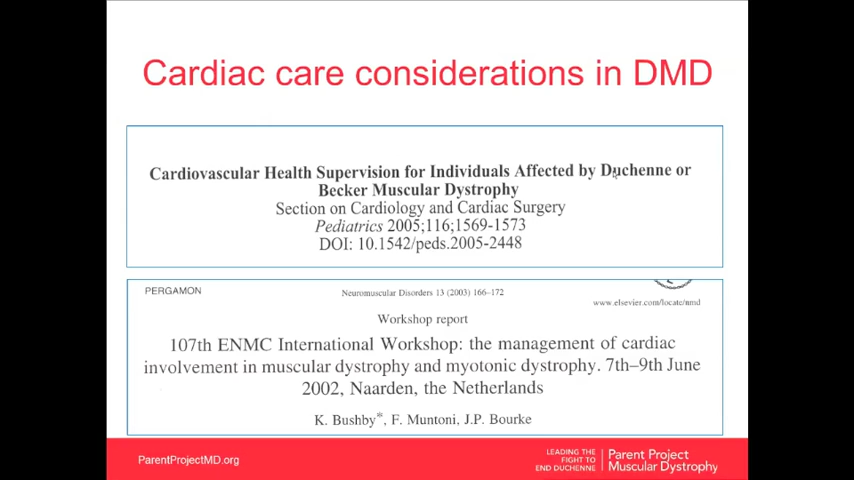 Cardiac care considerations in DMD
Cardiovascular Health Supervision for Individuals Affected by Duchenne or
Becker Muscular Dystrophy
Section on Cardiology and Cardiac Surgery
Pediatrics 2005;116;1569-1573
DOI: 10.1542/peds.2005-2448
PERGAMON
Neuromuscular Disorders 13 (2003) 166–172
www.elsevier.com/locate/nmd
Workshop report
107th ENMC International Workshop: the management of cardiac
involvement in muscular dystrophy and myotonic dystrophy. 7th–9th June
2002, Naarden, the Netherlands
K. Bushby*, F. Muntoni, J.P. Bourke
ParentProjectMD.org
LEADING THE
FIGHT TO
END DUCHENNE
Parent Project
Muscular Dystrophy